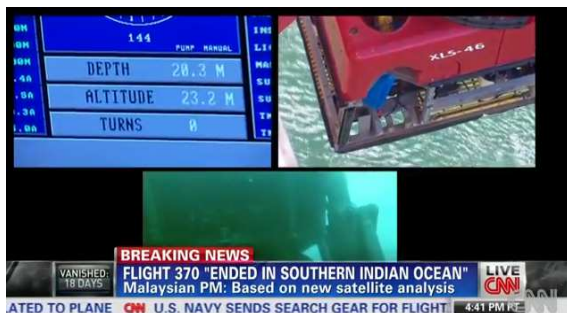 144
PUMP MANUAL
DEPTH 20.3 M
ALTITUDE 23.2 M
TURNS 0
XLS-46
BREAKING NEWS
VANISHED:
18 DAYS
FLIGHT 370 "ENDED IN SOUTHERN INDIAN OCEAN"
Malaysian PM: Based on new satellite analysis
LIVE
CNN
ATED TO PLANE CNN U.S. NAVY SENDS SEARCH GEAR FOR FLIGHT 4:41 PM
CNN